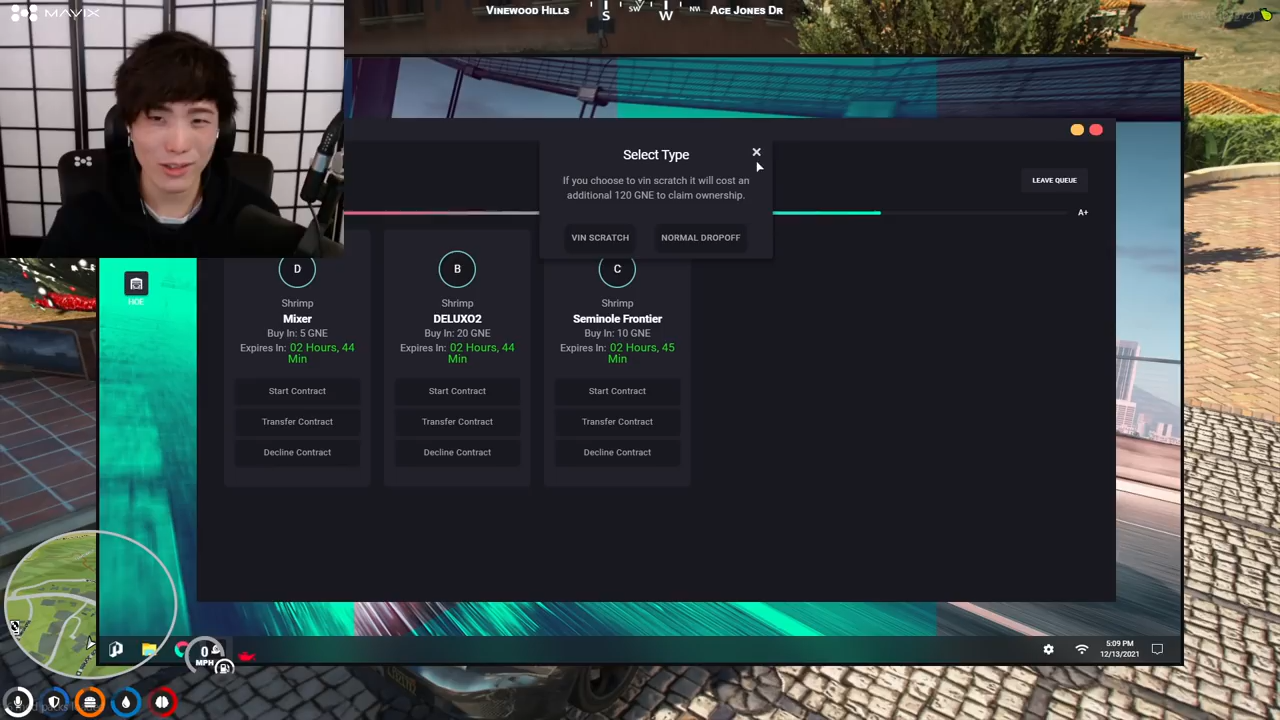 MAVIX
VINEWOOD HILLS
S
SW
W
NW
ACE JONES DR
Select Type
If you choose to vin scratch it will cost an
additional 120 GNE to claim ownership.
VIN SCRATCH
NORMAL DROPOFF
LEAVE QUEUE
A+
HOE
D
Shrimp
Mixer
Buy In: 5 GNE
Expires In: 02 Hours, 44
Min
Start Contract
Transfer Contract
Decline Contract
B
Shrimp
DELUXO2
Buy In: 20 GNE
Expires In: 02 Hours, 44
Min
Start Contract
Transfer Contract
Decline Contract
C
Shrimp
Seminole Frontier
Buy In: 10 GNE
Expires In: 02 Hours, 45
Min
Start Contract
Transfer Contract
Decline Contract
0
MPH
5:09 PM
12/13/2021